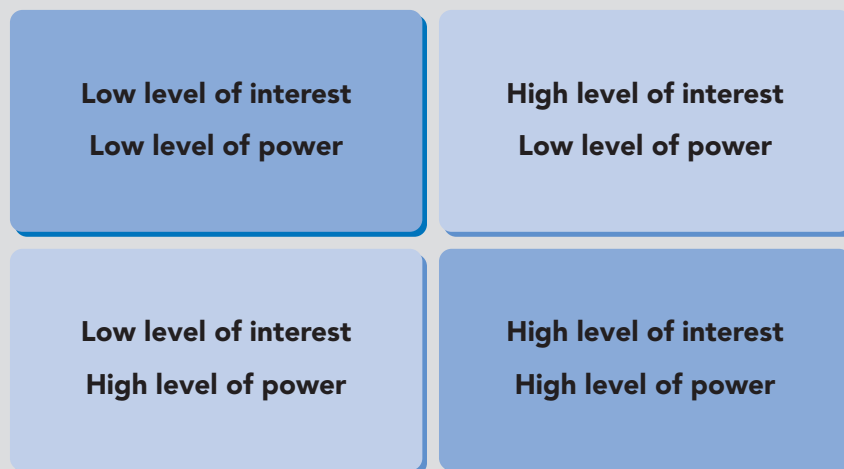 Low level of interest
Low level of power
High level of interest
Low level of power
Low level of interest
High level of power
High level of interest
High level of power